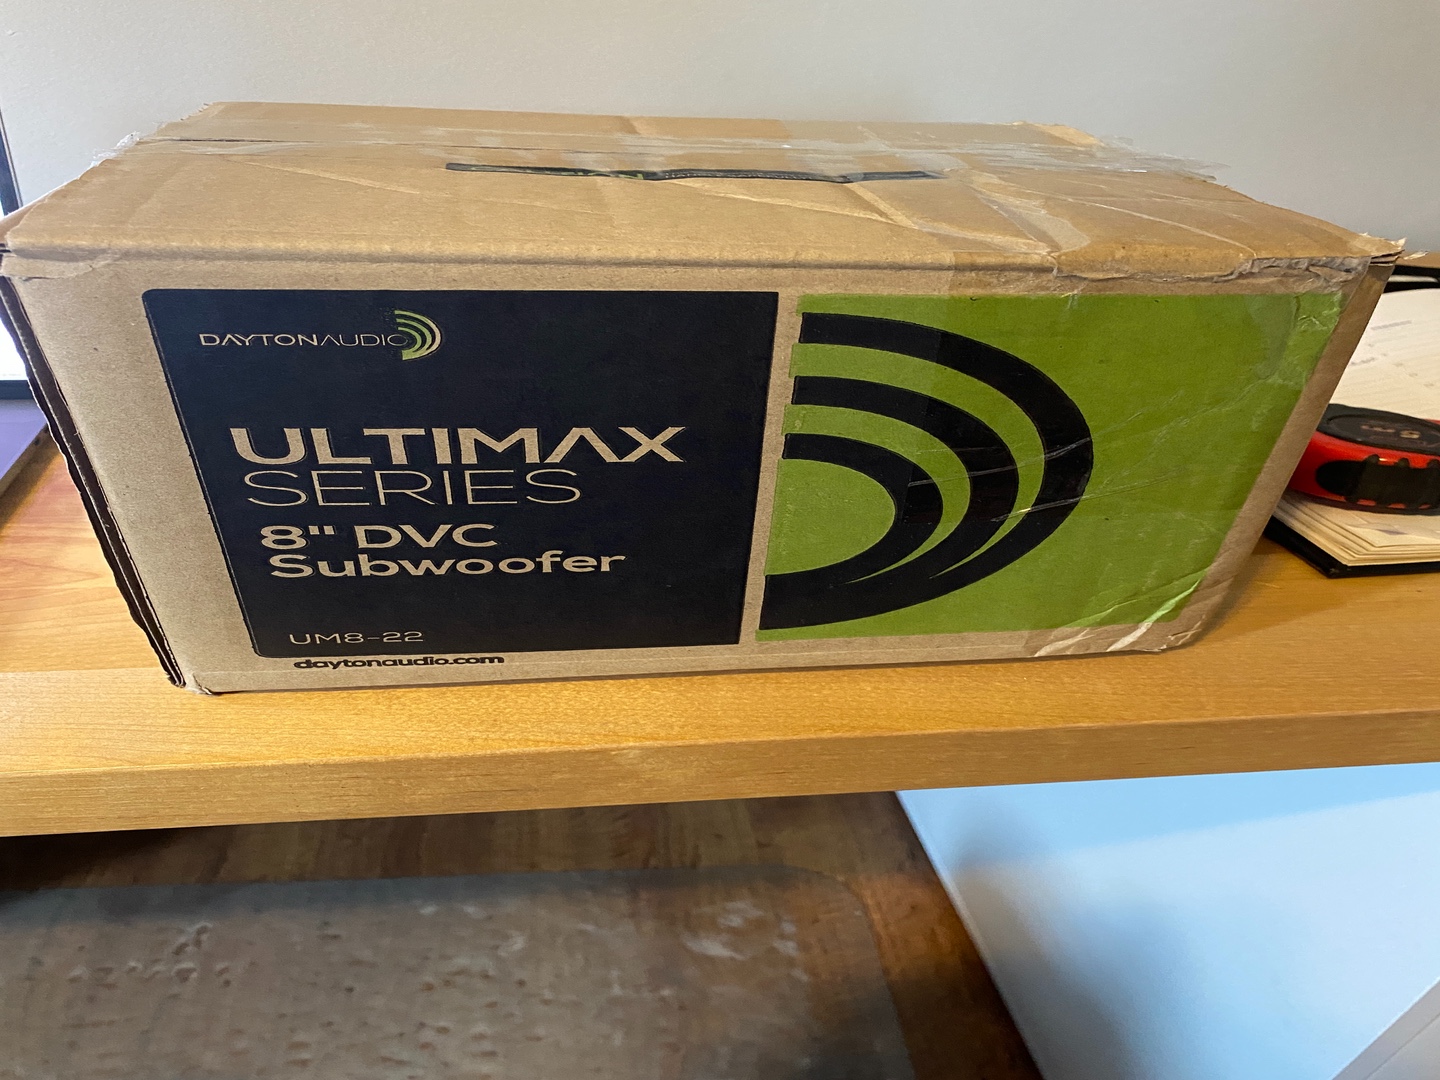 DAYTONAUDIO
ULTIMAX
SERIES
8" DVC
Subwoofer
UM8-22
daytonaudio.com